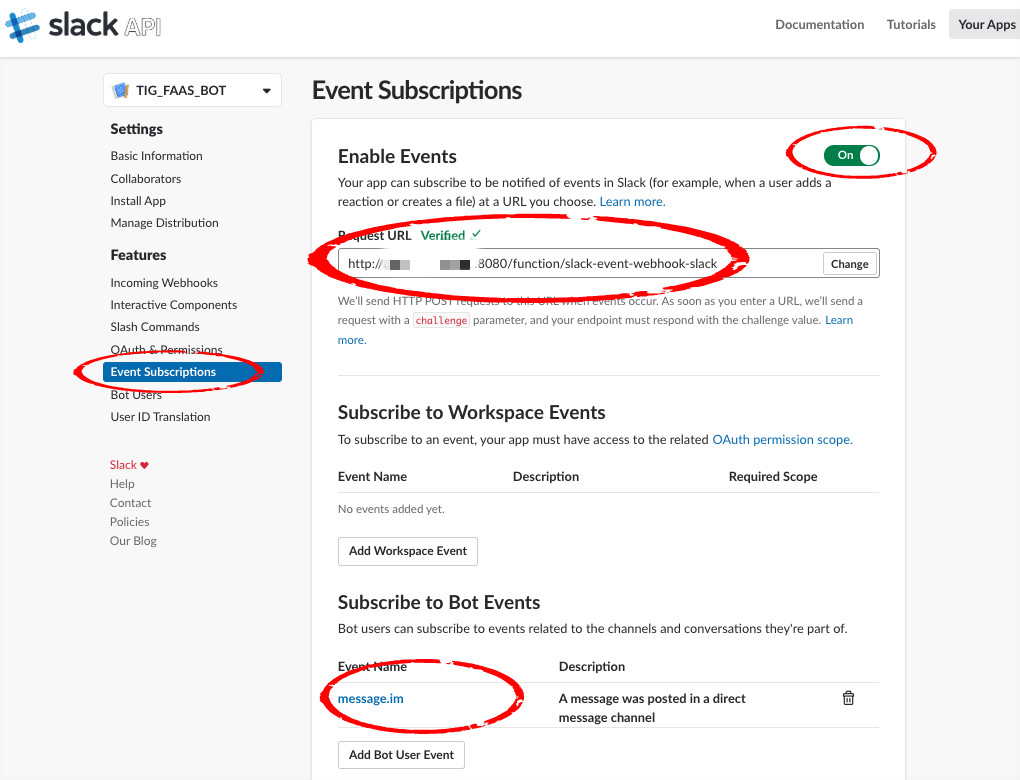 slack API
Documentation Tutorials Your Apps
TIG_FAAS_BOT
Settings
Basic Information
Collaborators
Install App
Manage Distribution
Features
Incoming Webhooks
Interactive Components
Slash Commands
OAuth & Permissions
Event Subscriptions
Bot Users
User ID Translation
Slack ♥
Help
Contact
Policies
Our Blog
Event Subscriptions
Enable Events
On
Your app can subscribe to be notified of events in Slack (for example, when a user adds a
reaction or creates a file) at a URL you choose. Learn more.
Request URL Verified ✓
http:// :8080/function/slack-event-webhook-slack
Change
We'll send HTTP POST requests to this URL when events occur. As soon as you enter a URL, we'll send a
request with a challenge parameter, and your endpoint must respond with the challenge value. Learn
more.
Subscribe to Workspace Events
To subscribe to an event, your app must have access to the related OAuth permission scope.
Event Name Description Required Scope
No events added yet.
Add Workspace Event
Subscribe to Bot Events
Bot users can subscribe to events related to the channels and conversations they're part of.
Event Name Description
message.im A message was posted in a direct
message channel
Add Bot User Event